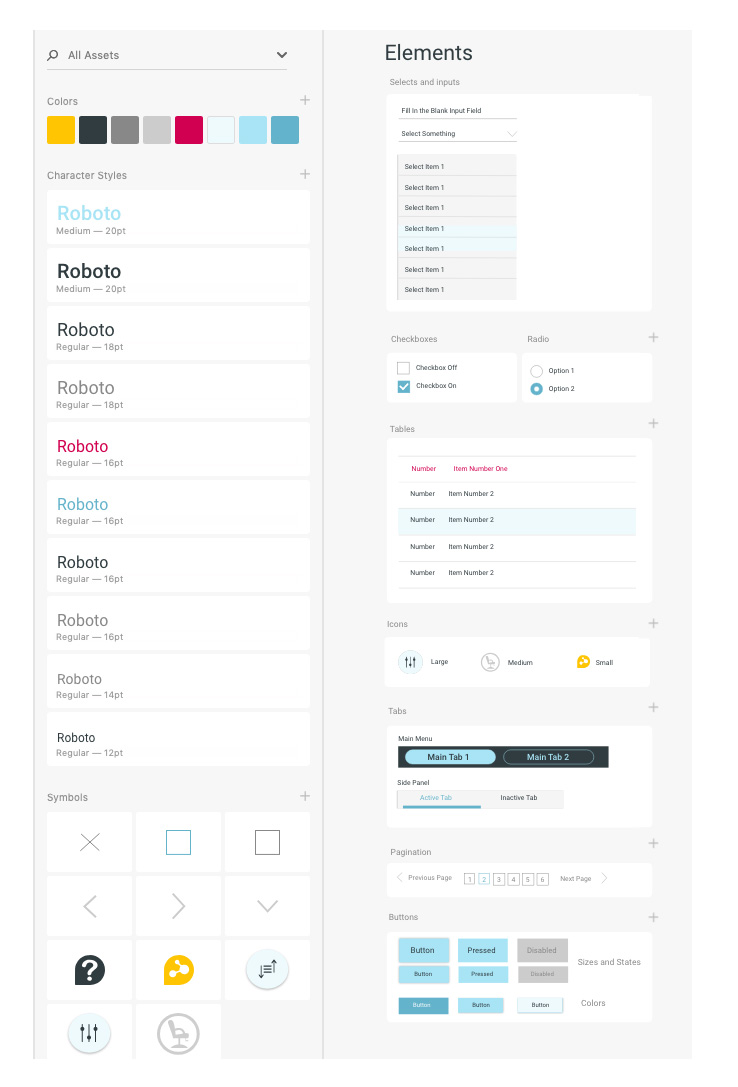 All Assets
Colors
Character Styles
Roboto
Medium — 20pt
Roboto
Medium — 20pt
Roboto
Regular — 18pt
Roboto
Regular — 18pt
Roboto
Regular — 16pt
Roboto
Regular — 16pt
Roboto
Regular — 16pt
Roboto
Regular — 16pt
Roboto
Regular — 14pt
Roboto
Regular — 12pt
Symbols
?
Elements
Selects and inputs
Fill In the Blank Input Field
Select Something
Select Item 1
Select Item 1
Select Item 1
Select Item 1
Select Item 1
Select Item 1
Select Item 1
Checkboxes Radio
Checkbox Off Option 1
Checkbox On Option 2
Tables
Number Item Number One
Number Item Number 2
Number Item Number 2
Number Item Number 2
Number Item Number 2
Icons
Large Medium Small
Tabs
Main Menu
Main Tab 1 Main Tab 2
Side Panel
Active Tab Inactive Tab
Pagination
Previous Page 1 2 3 4 5 6 Next Page
Buttons
Button Pressed Disabled
Sizes and States
Button Pressed Disabled
Button Button Button Colors